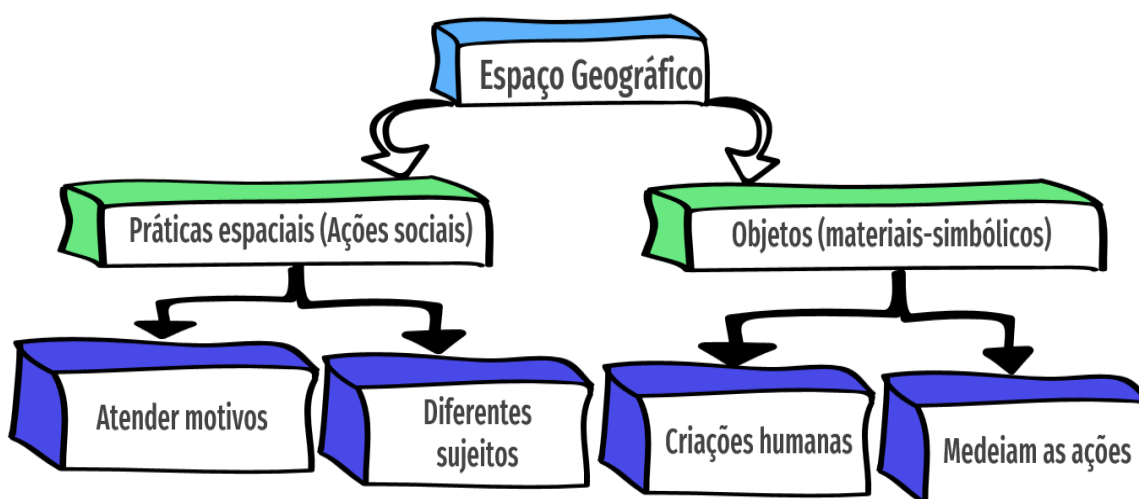 Espaço Geográfico
Práticas espaciais (Ações sociais)
Objetos (materiais-simbólicos)
Atender motivos
Diferentes
sujeitos
Criações humanas
Medeiam as ações